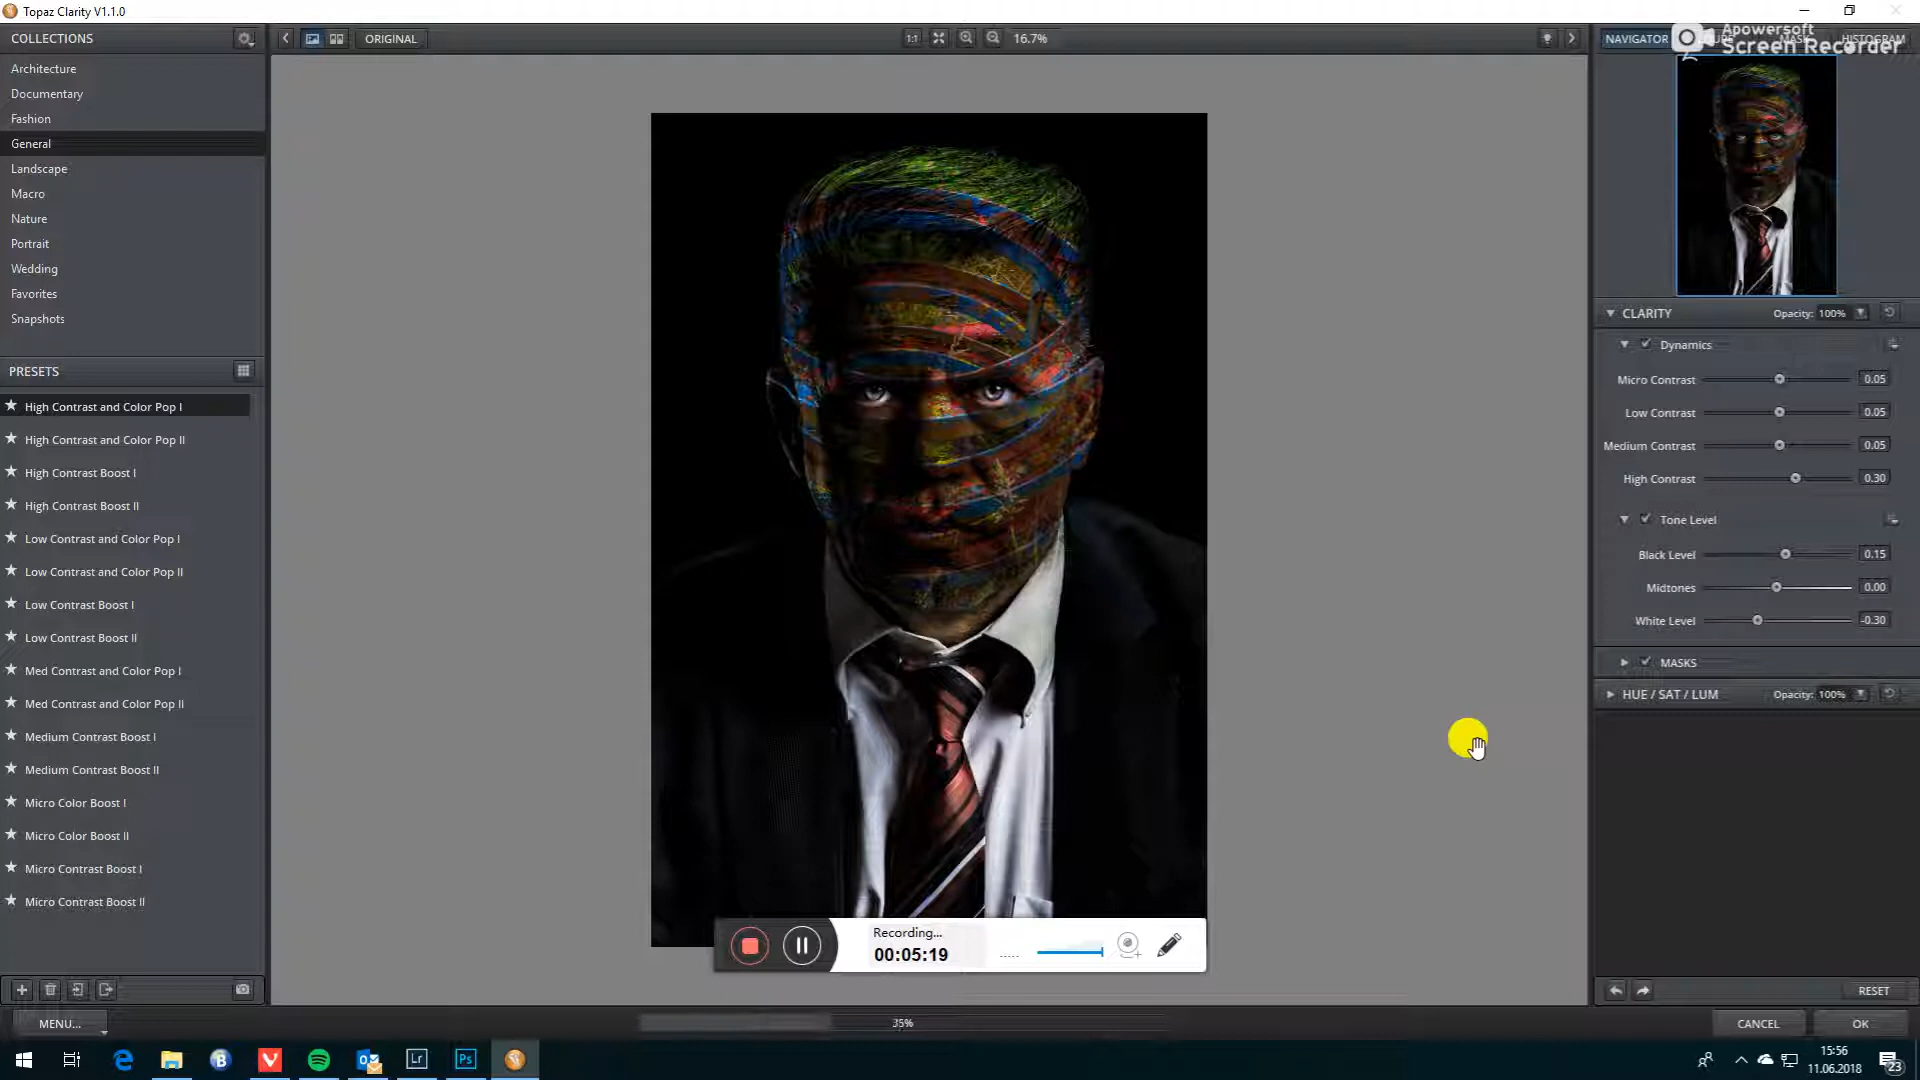 Topaz Clarity V1.1.0
COLLECTIONS
Architecture
Documentary
Fashion
General
Landscape
Macro
Nature
Portrait
Wedding
Favorites
Snapshots
PRESETS
High Contrast and Color Pop I
High Contrast and Color Pop II
High Contrast Boost I
High Contrast Boost II
Low Contrast and Color Pop I
Low Contrast and Color Pop II
Low Contrast Boost I
Low Contrast Boost II
Med Contrast and Color Pop I
Med Contrast and Color Pop II
Medium Contrast Boost I
Medium Contrast Boost II
Micro Color Boost I
Micro Color Boost II
Micro Contrast Boost I
Micro Contrast Boost II
MENU...
ORIGINAL
1:1
16.7%
Recording...
00:05:19
35%
NAVIGATOR
HISTOGRAM
Apowersoft
Screen Recorder
CLARITY Opacity: 100%
Dynamics
Micro Contrast 0.05
Low Contrast 0.05
Medium Contrast 0.05
High Contrast 0.30
Tone Level
Black Level 0.15
Midtones 0.00
White Level -0.30
MASKS
HUE / SAT / LUM Opacity: 100%
RESET
CANCEL OK
B
Lr
Ps
15:56
11.06.2018
23